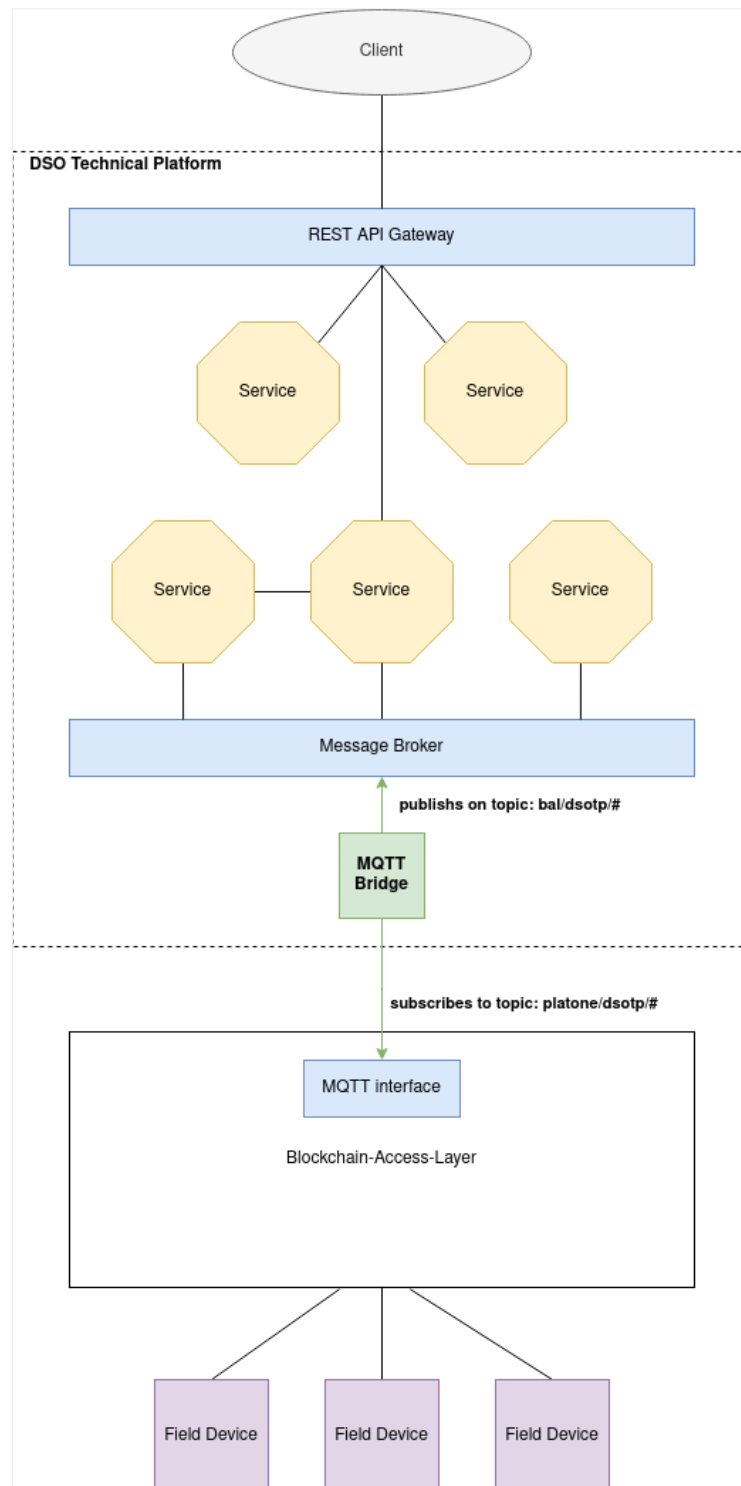 Client
DSO Technical Platform
REST API Gateway
Service
Service
Service
Service
Service
Message Broker
publishs on topic: bal/dsotp/#
MQTT
Bridge
subscribes to topic: platone/dsotp/#
MQTT interface
Blockchain-Access-Layer
Field Device
Field Device
Field Device